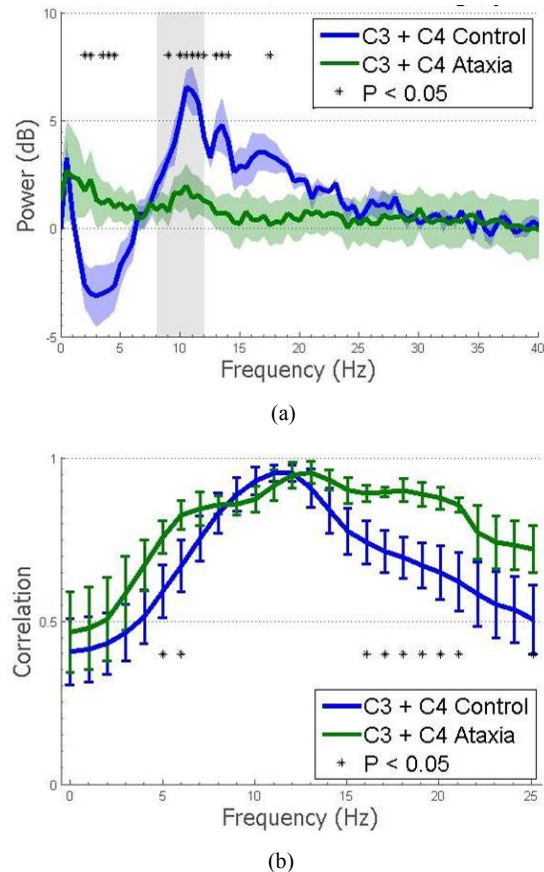 10
5
0
-5
Power (dB)
C3 + C4 Control
C3 + C4 Ataxia
* P < 0.05
0 5 10 15 20 25 30 35 40
Frequency (Hz)
(a)
1
0.5
0
Correlation
C3 + C4 Control
C3 + C4 Ataxia
* P < 0.05
0 5 10 15 20 25
Frequency (Hz)
(b)